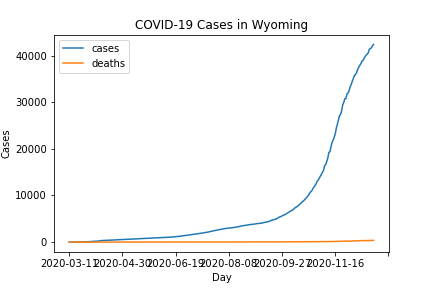 COVID-19 Cases in Wyoming
cases
deaths
40000
30000
20000
10000
0
Cases
2020-03-11 2020-04-30 2020-06-19 2020-08-08 2020-09-27 2020-11-16
Day